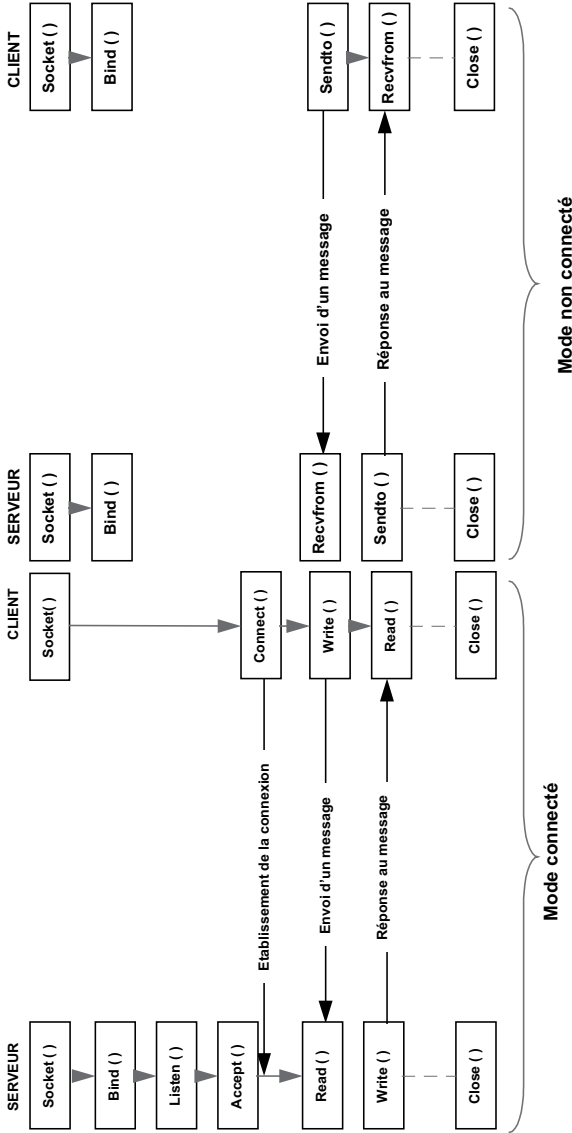 SERVEUR
CLIENT
SERVEUR
CLIENT
Socket ( )
Socket( )
Socket ( )
Socket ( )
Bind ( )
Bind ( )
Bind ( )
Listen ( )
Accept ( )
Etablissement de la connexion
Connect ( )
Read ( )
Envoi d'un message
Write ( )
Recvfrom ( )
Envoi d'un message
Sendto ( )
Write ( )
Réponse au message
Read ( )
Sendto ( )
Réponse au message
Recvfrom ( )
Close ( )
Close ( )
Close ( )
Close ( )
Mode connecté
Mode non connecté